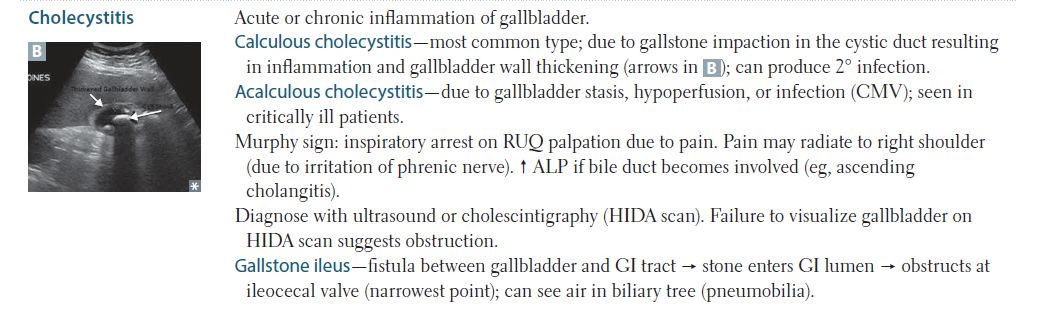 Cholecystitis
B
ONES
Thickened Gallbladder Wall
Acute or chronic inflammation of gallbladder.
Calculous cholecystitis—most common type; due to gallstone impaction in the cystic duct resulting
in inflammation and gallbladder wall thickening (arrows in B); can produce 2° infection.
Acalculous cholecystitis—due to gallbladder stasis, hypoperfusion, or infection (CMV); seen in
critically ill patients.
Murphy sign: inspiratory arrest on RUQ palpation due to pain. Pain may radiate to right shoulder
(due to irritation of phrenic nerve). ↑ ALP if bile duct becomes involved (eg, ascending
cholangitis).
Diagnose with ultrasound or cholescintigraphy (HIDA scan). Failure to visualize gallbladder on
HIDA scan suggests obstruction.
Gallstone ileus—fistula between gallbladder and GI tract → stone enters GI lumen → obstructs at
ileocecal valve (narrowest point); can see air in biliary tree (pneumobilia).